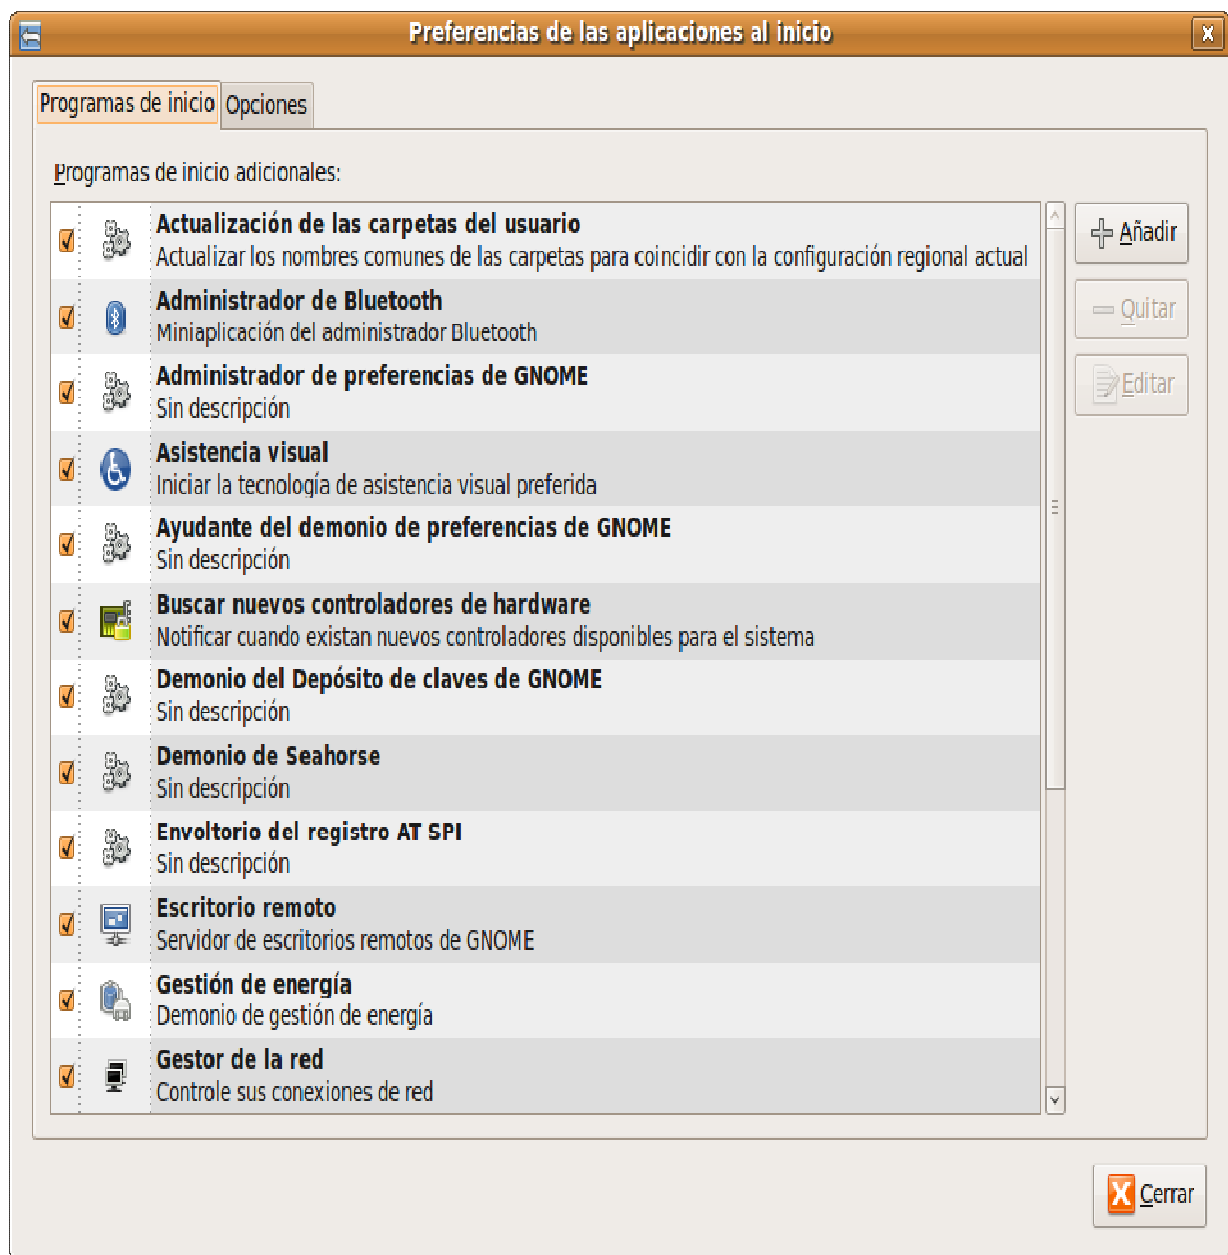 Preferencias de las aplicaciones al inicio
Programas de inicio
Opciones
Programas de inicio adicionales:
Actualización de las carpetas del usuario
Actualizar los nombres comunes de las carpetas para coincidir con la configuración regional actual
Administrador de Bluetooth
Miniaplicación del administrador Bluetooth
Administrador de preferencias de GNOME
Sin descripción
Asistencia visual
Iniciar la tecnología de asistencia visual preferida
Ayudante del demonio de preferencias de GNOME
Sin descripción
Buscar nuevos controladores de hardware
Notificar cuando existan nuevos controladores disponibles para el sistema
Demonio del Depósito de claves de GNOME
Sin descripción
Demonio de Seahorse
Sin descripción
Envoltorio del registro AT SPI
Sin descripción
Escritorio remoto
Servidor de escritorios remotos de GNOME
Gestión de energía
Demonio de gestión de energía
Gestor de la red
Controle sus conexiones de red
Añadir
Quitar
Editar
Cerrar